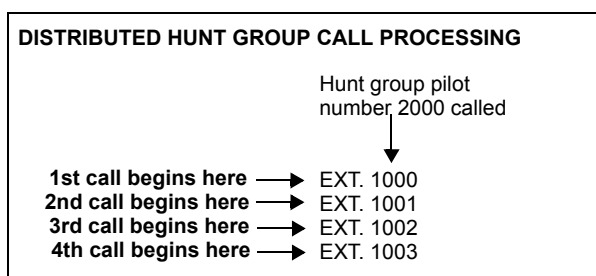 DISTRIBUTED HUNT GROUP CALL PROCESSING
Hunt group pilot
number 2000 called
1st call begins here EXT. 1000
2nd call begins here EXT. 1001
3rd call begins here EXT. 1002
4th call begins here EXT. 1003